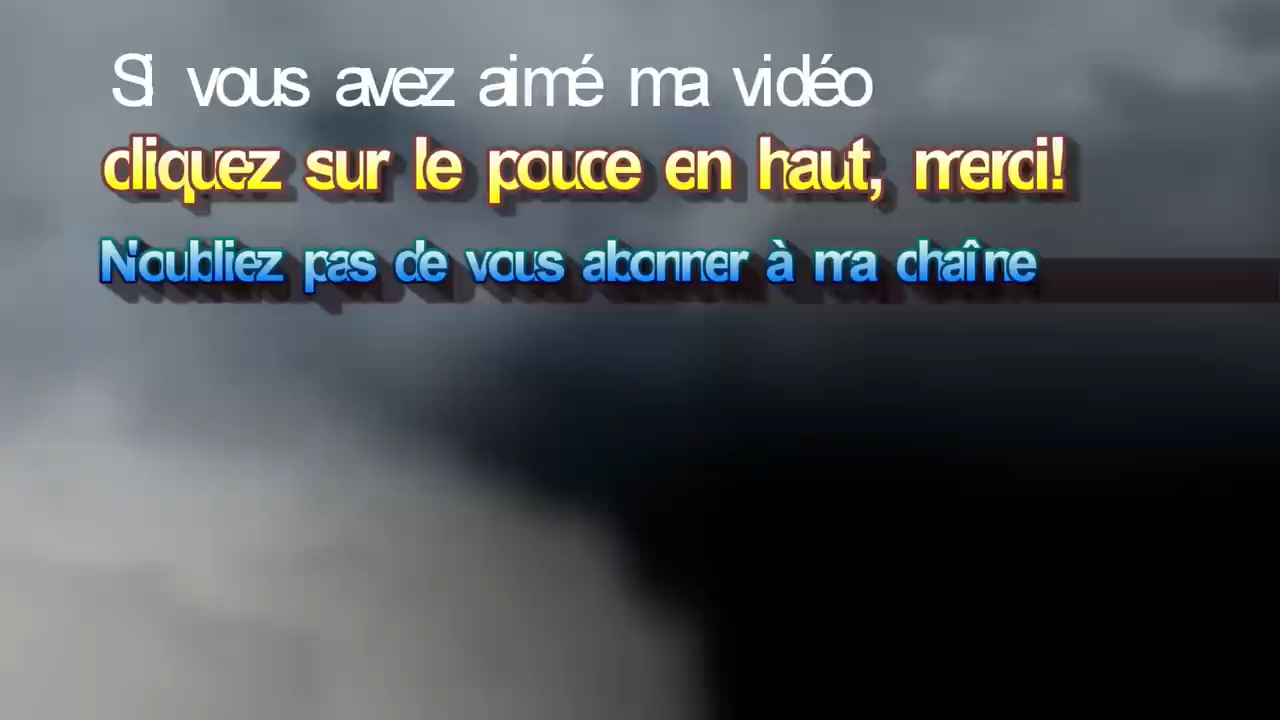 Si vous avez aimé ma vidéo
cliquez sur le pouce en haut, merci!
N'oubliez pas de vous abonner à ma chaîne